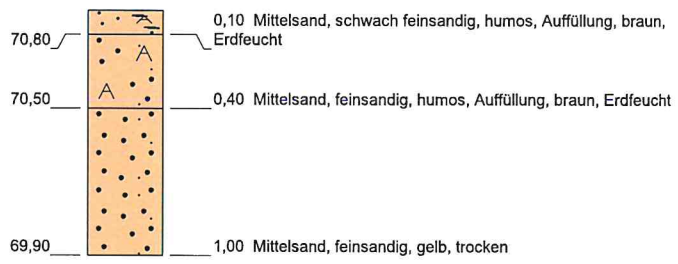 0,10 Mittelsand, schwach feinsandig, humos, Auffüllung, braun,
70,80 Erdfeucht
A
A
A
70,50 0,40 Mittelsand, feinsandig, humos, Auffüllung, braun, Erdfeucht
69,90 1,00 Mittelsand, feinsandig, gelb, trocken